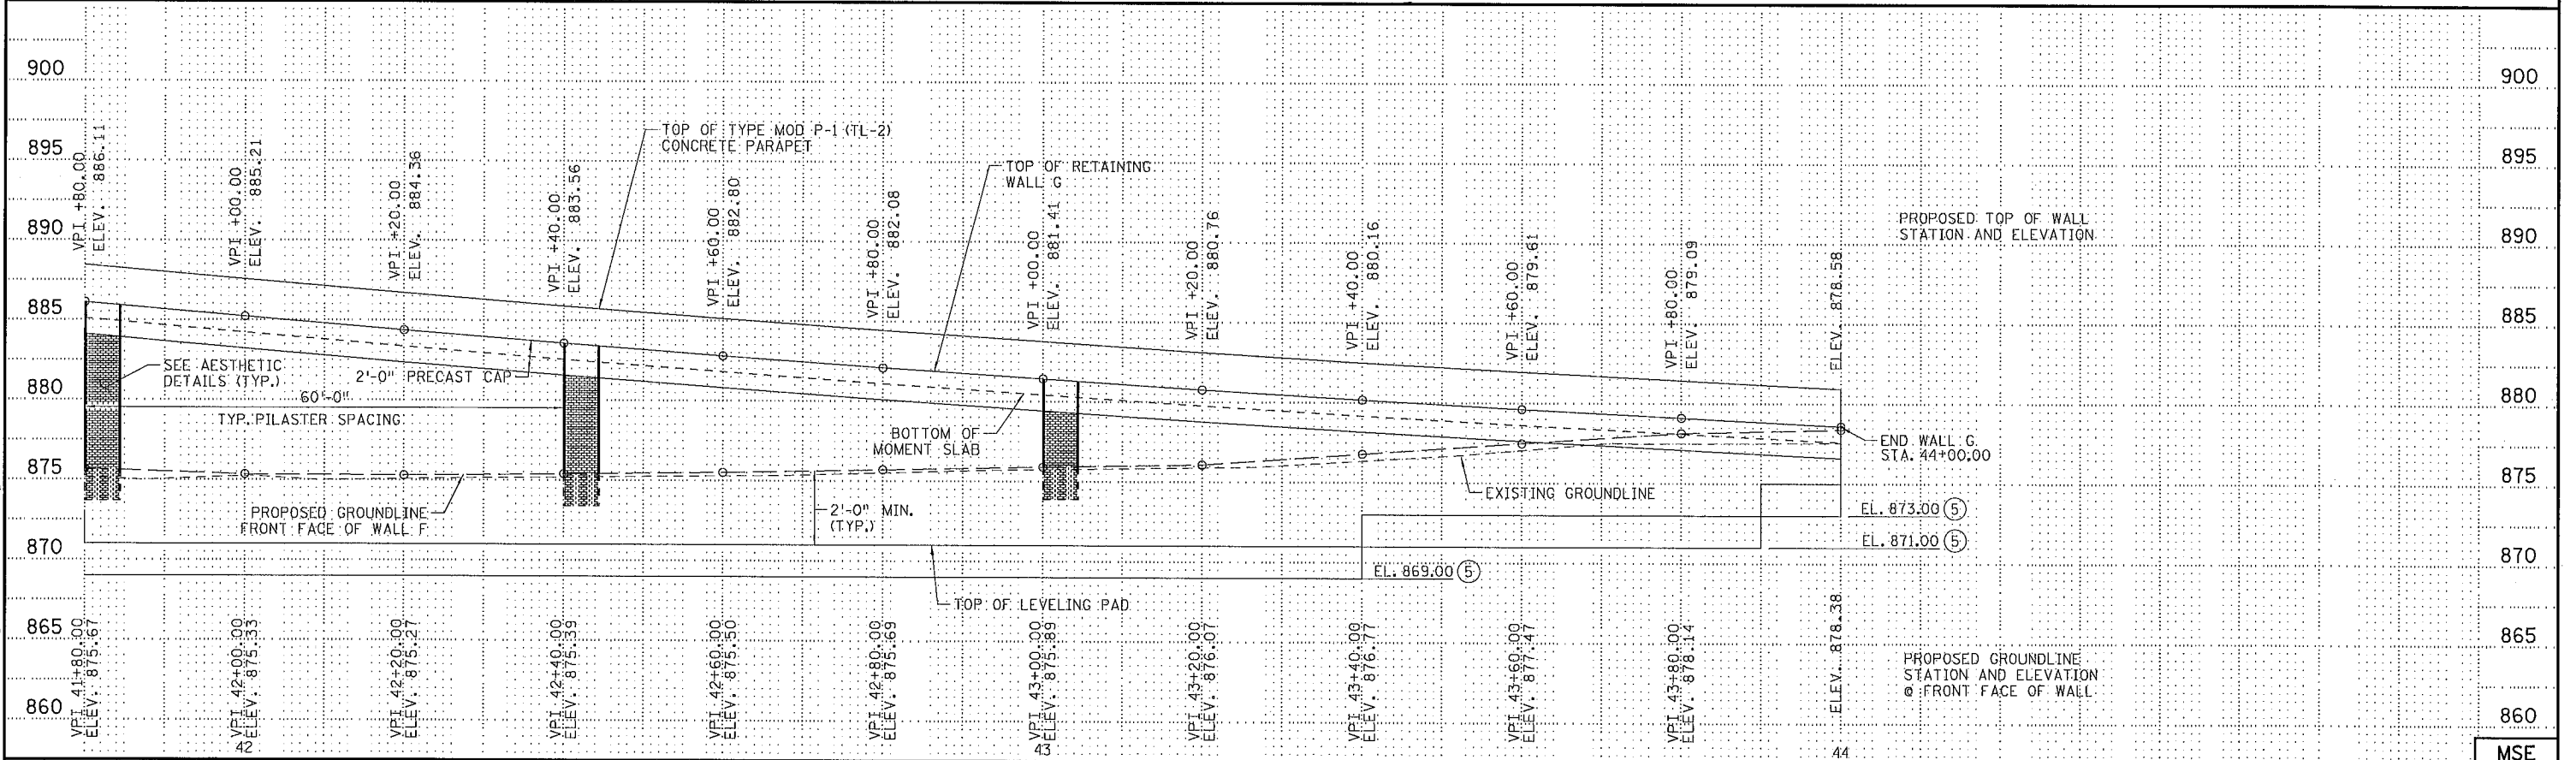 900
895
890
885
880
875
870
865
860
900
895
890
885
880
875
870
865
860
VPI +80.00
ELEV. 886.11
VPI +00.00
ELEV. 885.21
VPI +20.00
ELEV. 884.36
VPI +40.00
ELEV. 883.56
VPI +60.00
ELEV. 882.80
VPI +80.00
ELEV. 882.08
VPI +00.00
ELEV. 881.41
VPI +20.00
ELEV. 880.76
VPI +40.00
ELEV. 880.16
VPI +60.00
ELEV. 879.61
VPI +80.00
ELEV. 879.09
ELEV. 878.58
PROPOSED TOP OF WALL
STATION AND ELEVATION
TOP OF TYPE MOD P-1 (TL-2)
CONCRETE PARAPET
TOP OF RETAINING
WALL G
SEE AESTHETIC
DETAILS (TYP.)
2'-0" PRECAST CAP
60'-0"
TYP. PILASTER SPACING
BOTTOM OF
MOMENT SLAB
END WALL G
STA. 44+00.00
PROPOSED GROUNDLINE
FRONT FACE OF WALL F
2'-0" MIN.
(TYP.)
EXISTING GROUNDLINE
EL. 873.00 5
EL. 871.00 5
EL. 869.00 5
TOP OF LEVELING PAD
VPI 41+80.00
ELEV. 875.67
VPI 42+00.00
ELEV. 875.33
VPI 42+20.00
ELEV. 875.27
VPI 42+40.00
ELEV. 875.39
VPI 42+60.00
ELEV. 875.50
VPI 42+80.00
ELEV. 875.69
VPI 43+00.00
ELEV. 875.89
VPI 43+20.00
ELEV. 876.07
VPI 43+40.00
ELEV. 876.77
VPI 43+60.00
ELEV. 877.47
VPI 43+80.00
ELEV. 878.14
ELEV. 878.38
PROPOSED GROUNDLINE
STATION AND ELEVATION
@ FRONT FACE OF WALL
42
43
44
MSE